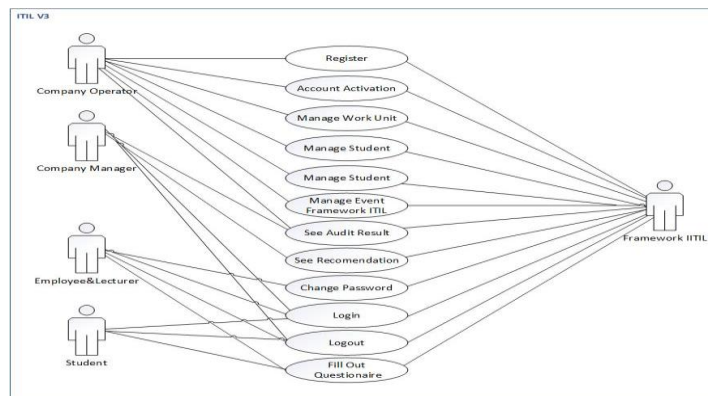 ITIL V3
Register
Company Operator
Account Activation
Manage Work Unit
Manage Student
Company Manager
Manage Student
Manage Event
Framework ITIL
See Audit Result
Framework IITIL
See Recomendation
Employee&Lecturer
Change Password
Login
Logout
Student
Fill Out
Questionaire